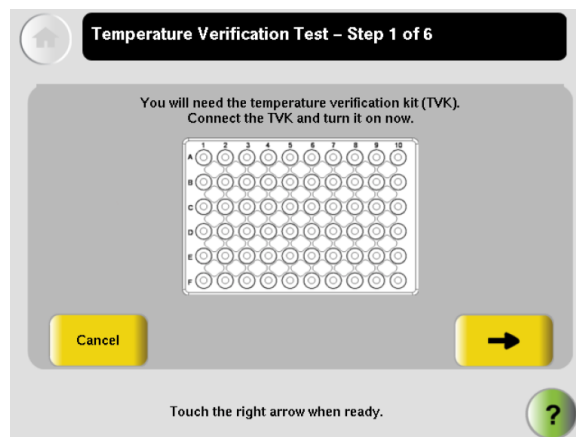 Temperature Verification Test – Step 1 of 6
You will need the temperature verification kit (TVK).
Connect the TVK and turn it on now.
1 2 3 4 5 6 7 8 9 10
A
B
C
D
E
F
Cancel
Touch the right arrow when ready.
?